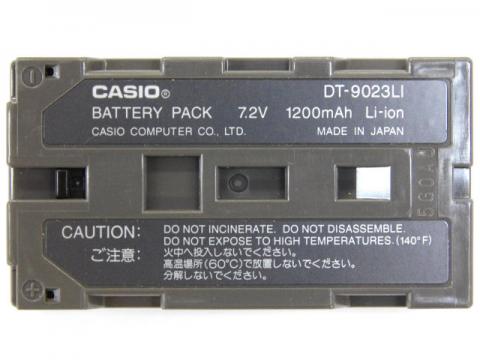 CASIO® DT-9023LI
BATTERY PACK 7.2V 1200mAh Li-ion
CASIO COMPUTER CO., LTD. MADE IN JAPAN
5G0A0
CAUTION: DO NOT INCINERATE. DO NOT DISASSEMBLE.
DO NOT EXPOSE TO HIGH TEMPERATURES.(140°F)
ご注意: 火中へ投入しないでください。
高温場所(60℃)で放置しないでください。
分解しないでください。